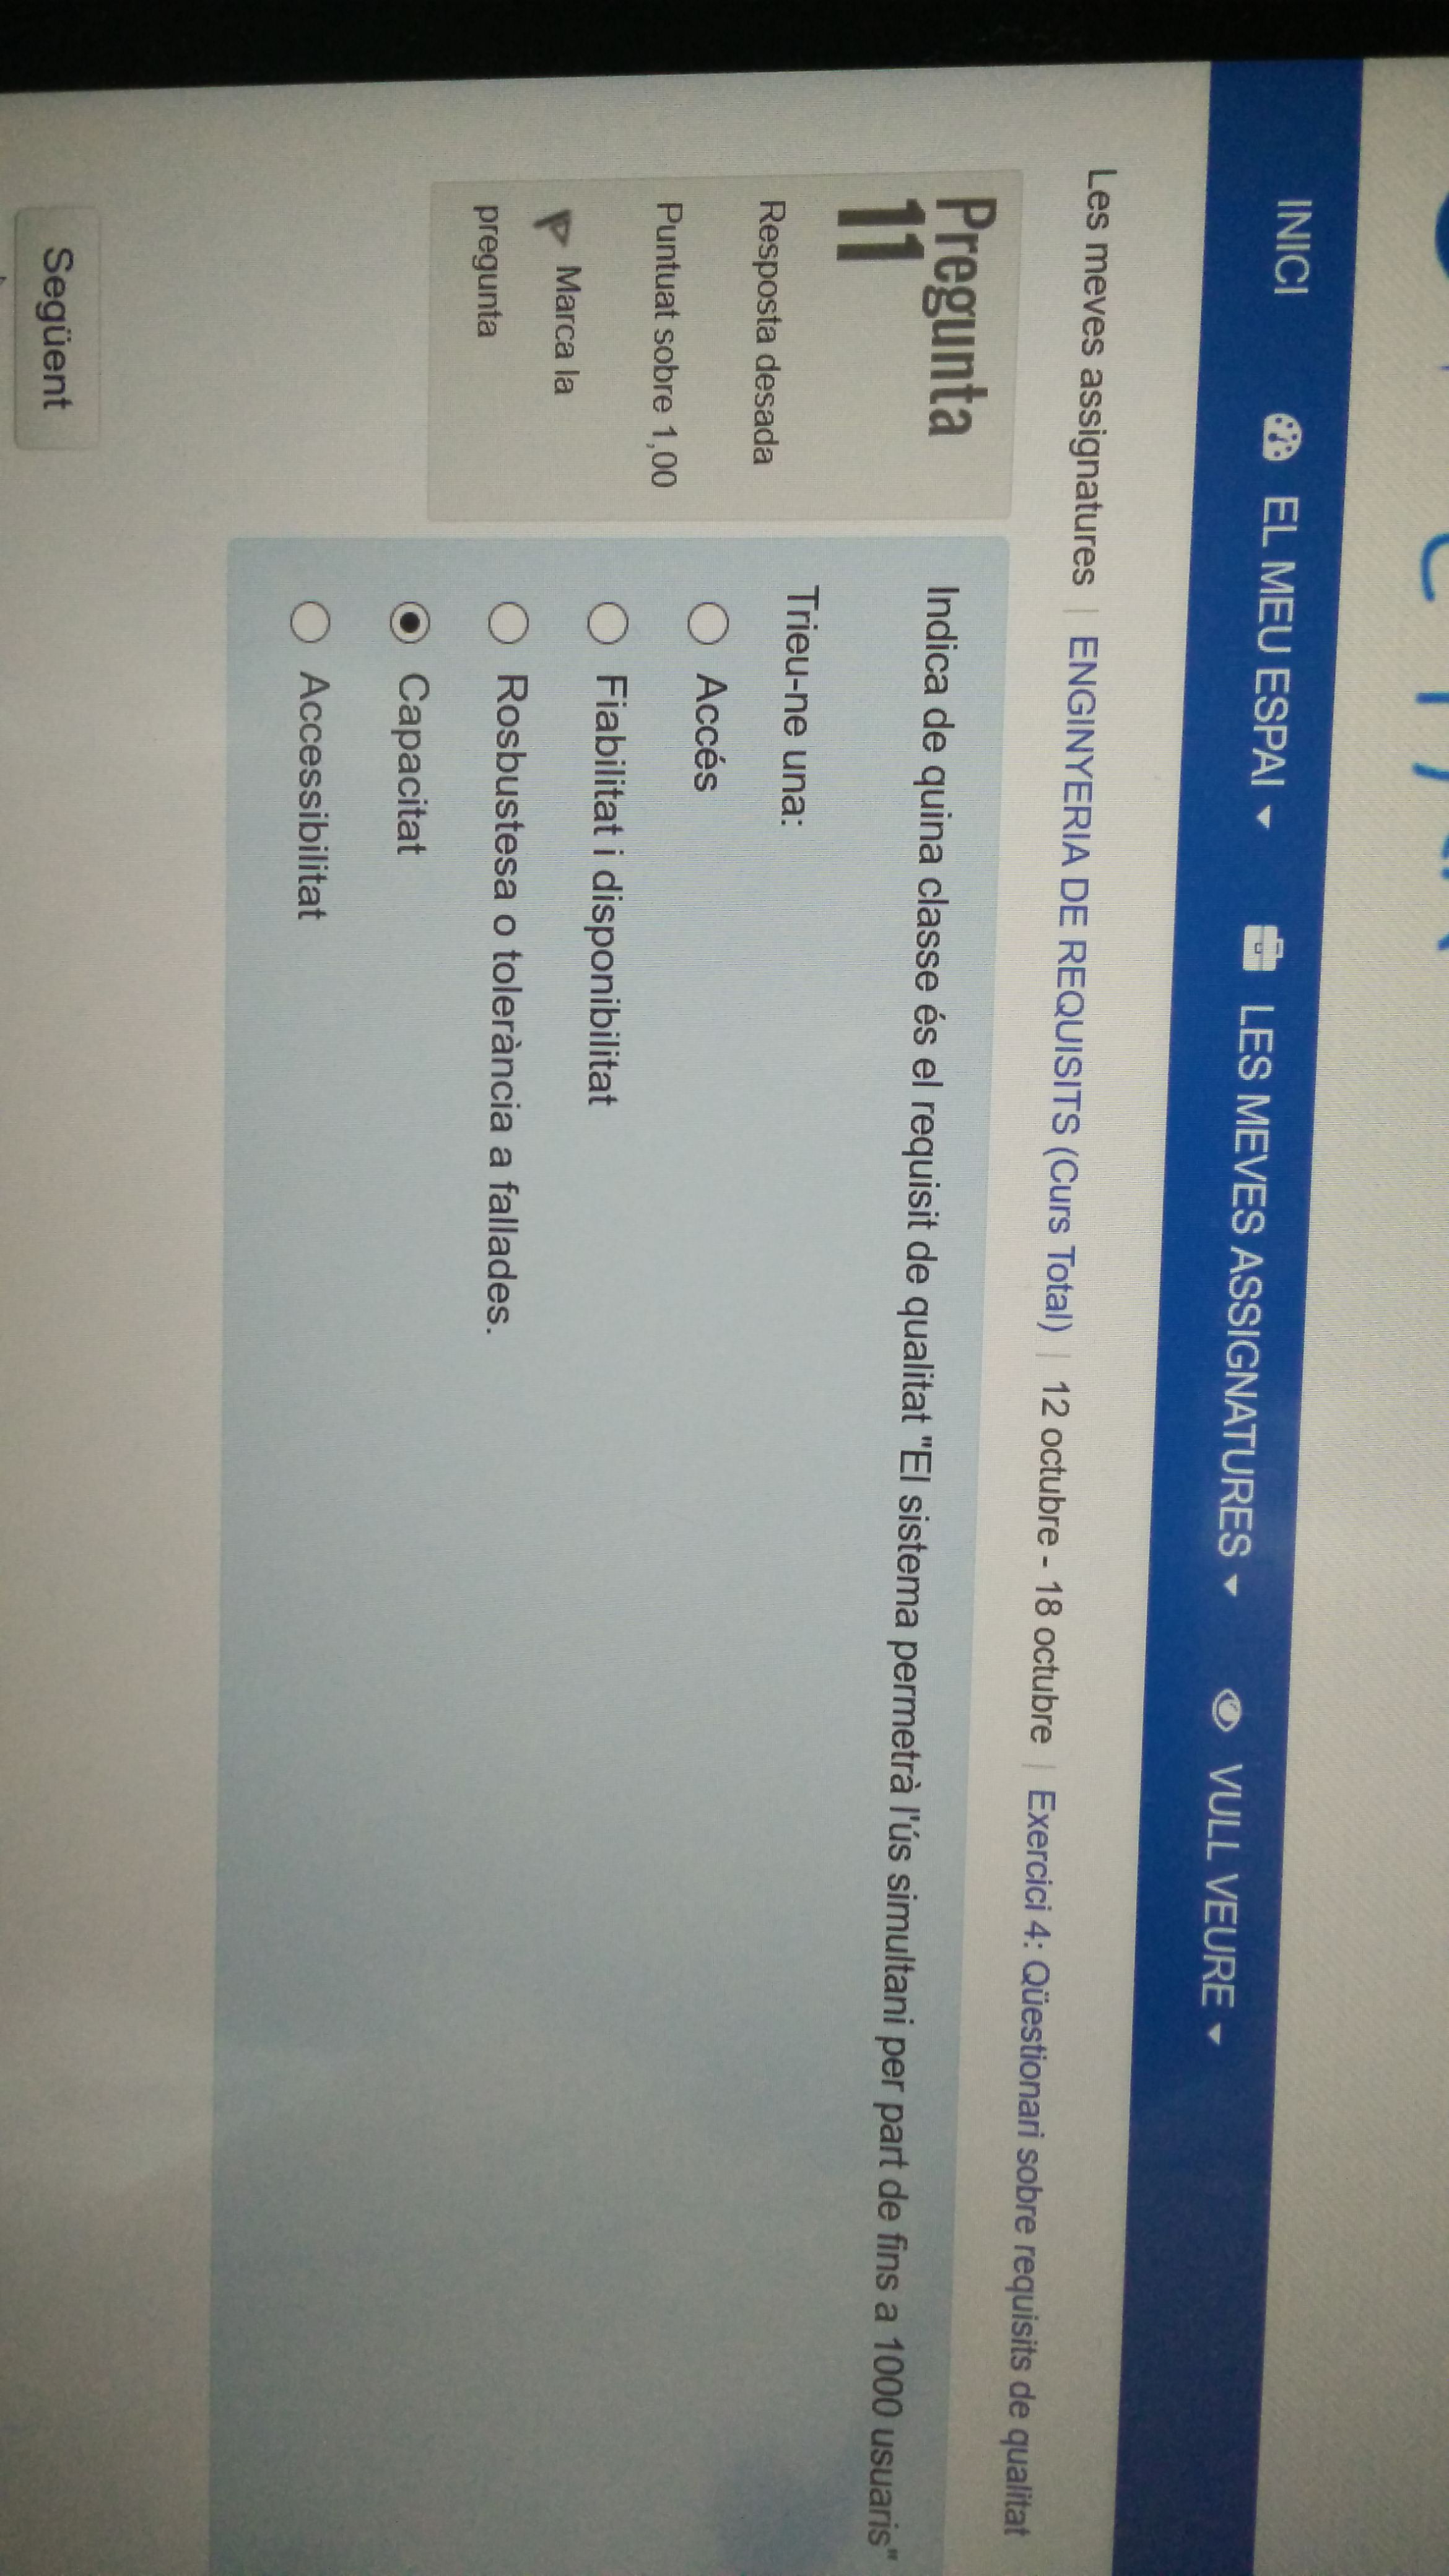 INICI EL MEU ESPAI LES MEVES ASSIGNATURES VULL VEURE
Les meves assignatures | ENGINYERIA DE REQUISITS (Curs Total) | 12 octubre - 18 octubre | Exercici 4: Qüestionari sobre requisits de qualitat
Pregunta
11
Resposta desada
Puntuat sobre 1,00
Marca la
pregunta
Indica de quina classe és el requisit de qualitat "El sistema permetrà l'ús simultani per part de fins a 1000 usuaris"
Trieu-ne una:
Accés
Fiabilitat i disponibilitat
Rosbustesa o tolerància a fallades.
Capacitat
Accessibilitat
Següent